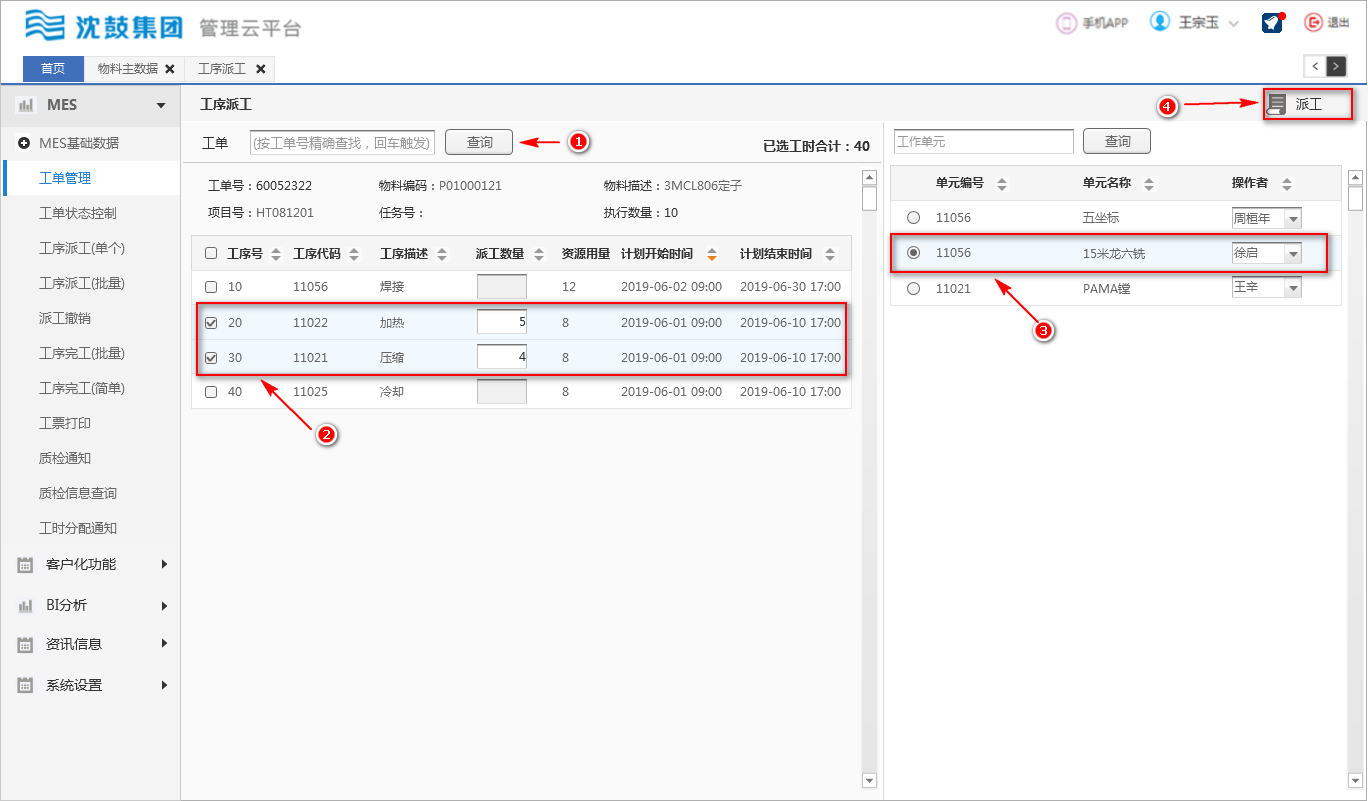 沈鼓集团 管理云平台 手机APP 王宗玉 退出
首页 物料主数据 工序派工
MES 工序派工 4 派工
MES基础数据
工单管理
工单状态控制
工序派工(单个)
工序派工(批量)
派工撤销
工序完工(批量)
工序完工(简单)
工票打印
质检通知
质检信息查询
工时分配通知
客户化功能
BI分析
资讯信息
系统设置
工单 (按工单号精确查找，回车触发) 查询 1 已选工时合计：40
工单号：60052322 物料编码：P01000121 物料描述：3MCL806定子
项目号：HT081201 任务号： 执行数量：10
工序号 工序代码 工序描述 派工数量 资源用量 计划开始时间 计划结束时间
10 11056 焊接 12 2019-06-02 09:00 2019-06-30 17:00
20 11022 加热 5 8 2019-06-01 09:00 2019-06-10 17:00
30 11021 压缩 4 8 2019-06-01 09:00 2019-06-10 17:00
40 11025 冷却 8 2019-06-01 09:00 2019-06-10 17:00
2
工作单元 查询
单元编号 单元名称 操作者
11056 五坐标 周桓年
11056 15米龙六铣 徐启
11021 PAMA镗 王辛
3